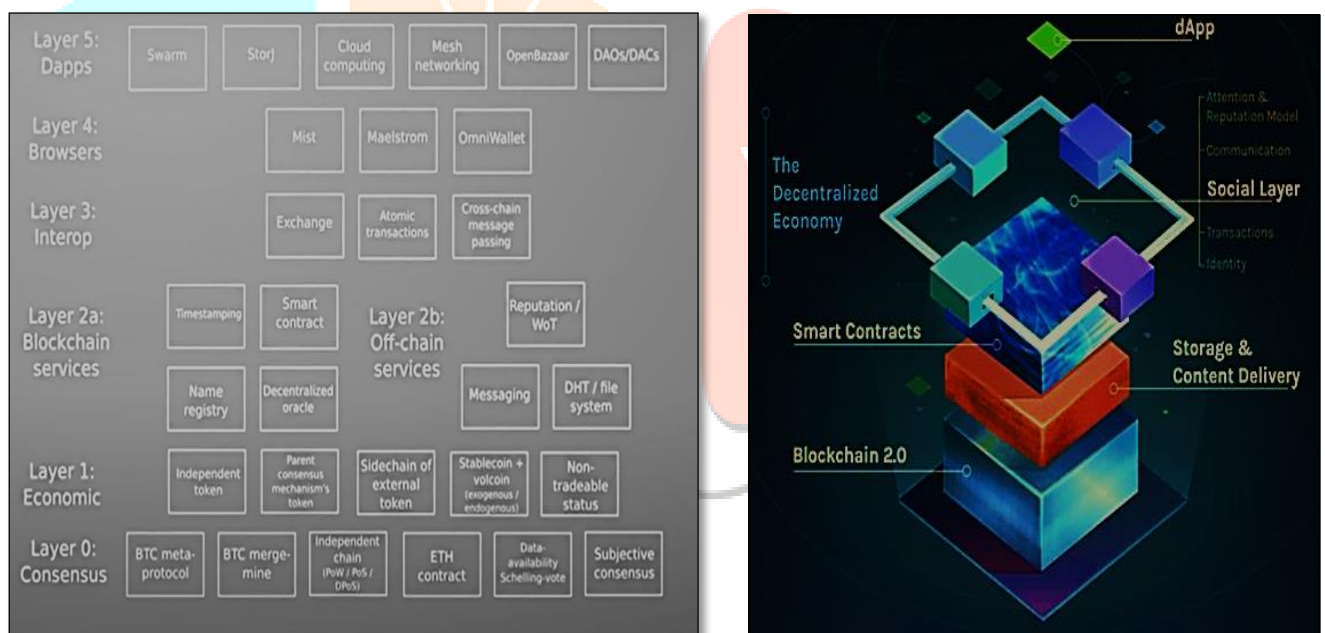 Layer 5:
Dapps
Swarm
Storj
Cloud
computing
Mesh
networking
OpenBazaar
DAOs/DACs
Layer 4:
Browsers
Mist
Maelstrom
OmniWallet
Layer 3:
Interop
Exchange
Atomic
transactions
Cross-chain
message
passing
Layer 2a:
Blockchain
services
Timestamping
Smart
contract
Name
registry
Decentralized
oracle
Layer 2b:
Off-chain
services
Reputation /
WoT
Messaging
DHT / file
system
Layer 1:
Economic
Independent
token
Parent
consensus
mechanism's
token
Sidechain of
external
token
Stablecoin +
volcoin
(exogenous /
endogenous)
Non-
tradeable
status
Layer 0:
Consensus
BTC meta-
protocol
BTC merge-
mine
Independent
chain
(PoW / PoS /
DPoS)
ETH
contract
Data-
availability
Schelling-vote
Subjective
consensus
dApp
Attention &
Reputation Model
Communication
The
Decentralized
Economy
Social Layer
Transactions
Identity
Smart Contracts
Storage &
Content Delivery
Blockchain 2.0